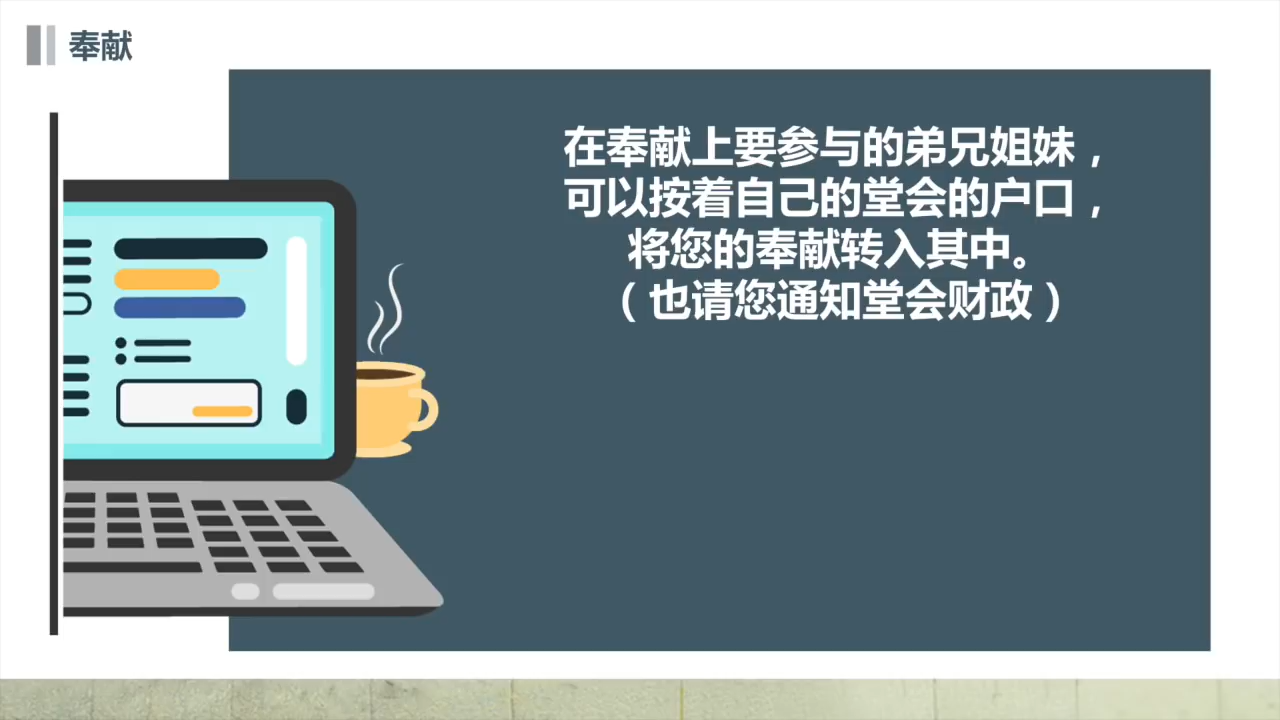 奉献
在奉献上要参与的弟兄姐妹，
可以按着自己的堂会的户口，
将您的奉献转入其中。
（也请您通知堂会财政）